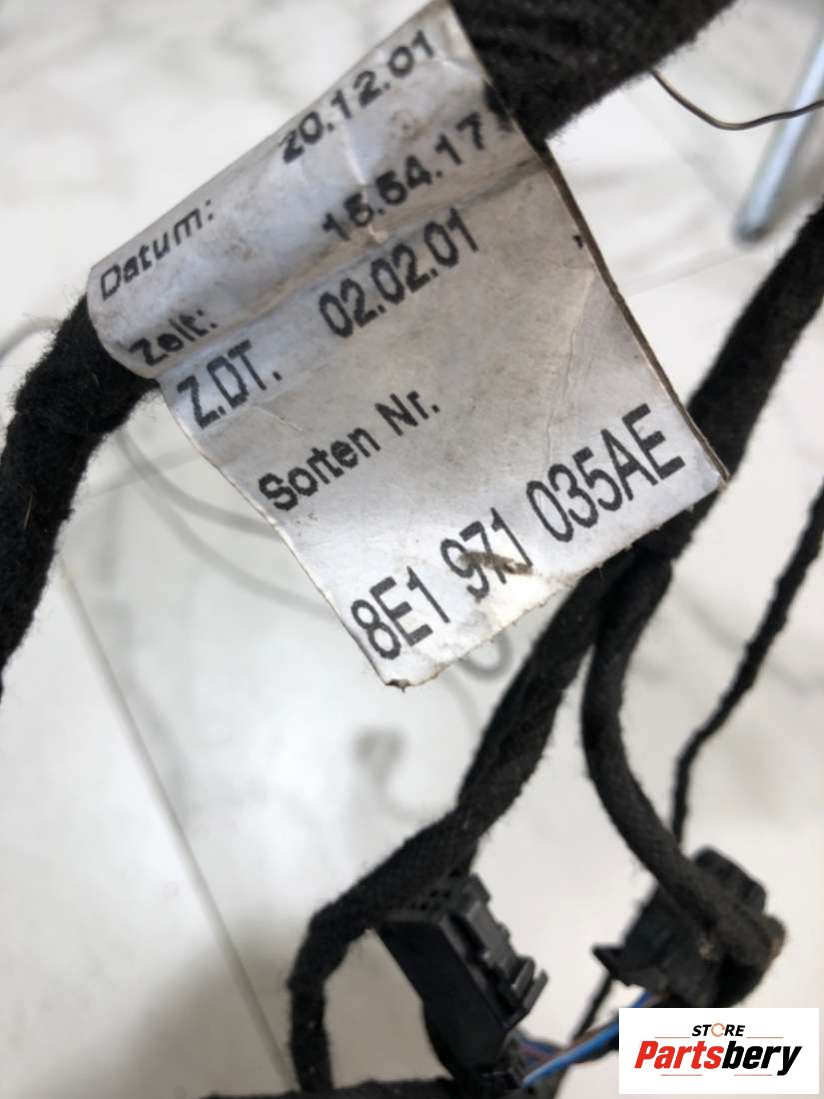 Datum: 20.12.01
Zeit: 15.54.17
Z.DT. 02.02.01
Sorten Nr.
8E1 971 035AE
STORE
Partsbery